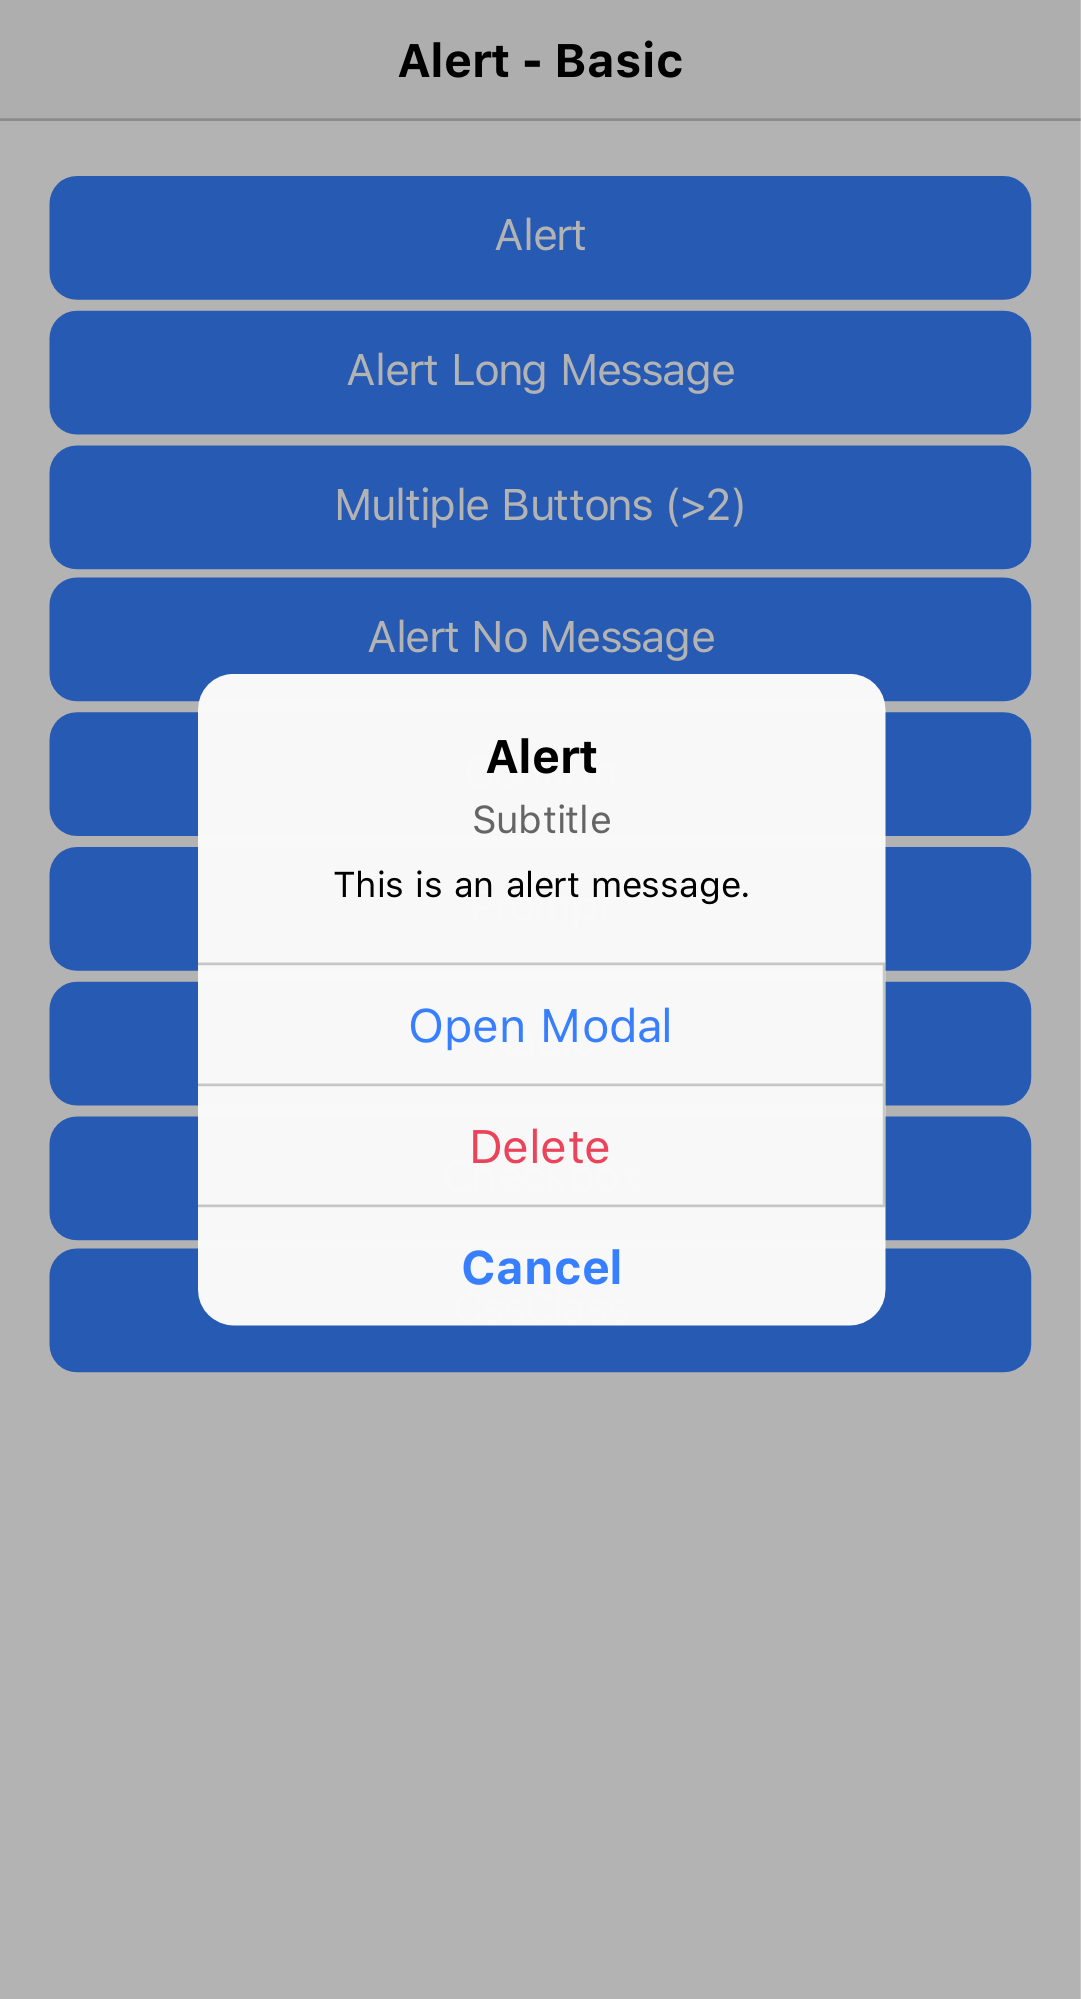 Alert - Basic
Alert
Alert Long Message
Multiple Buttons (>2)
Alert No Message
Alert
Subtitle
This is an alert message.
Open Modal
Delete
Cancel